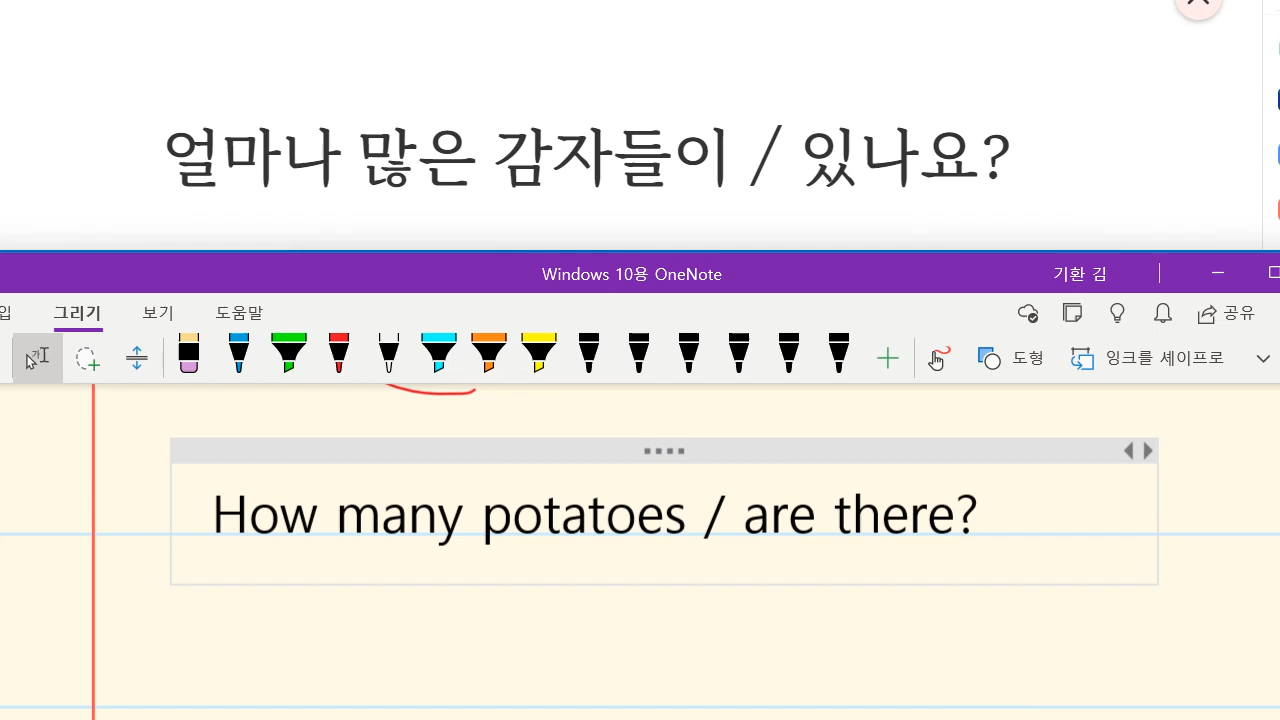 얼마나 많은 감자들이 / 있나요?
Windows 10용 OneNote
기환 김
입 그리기 보기 도움말
공유
가
도형
잉크를 셰이프로
How many potatoes / are there?